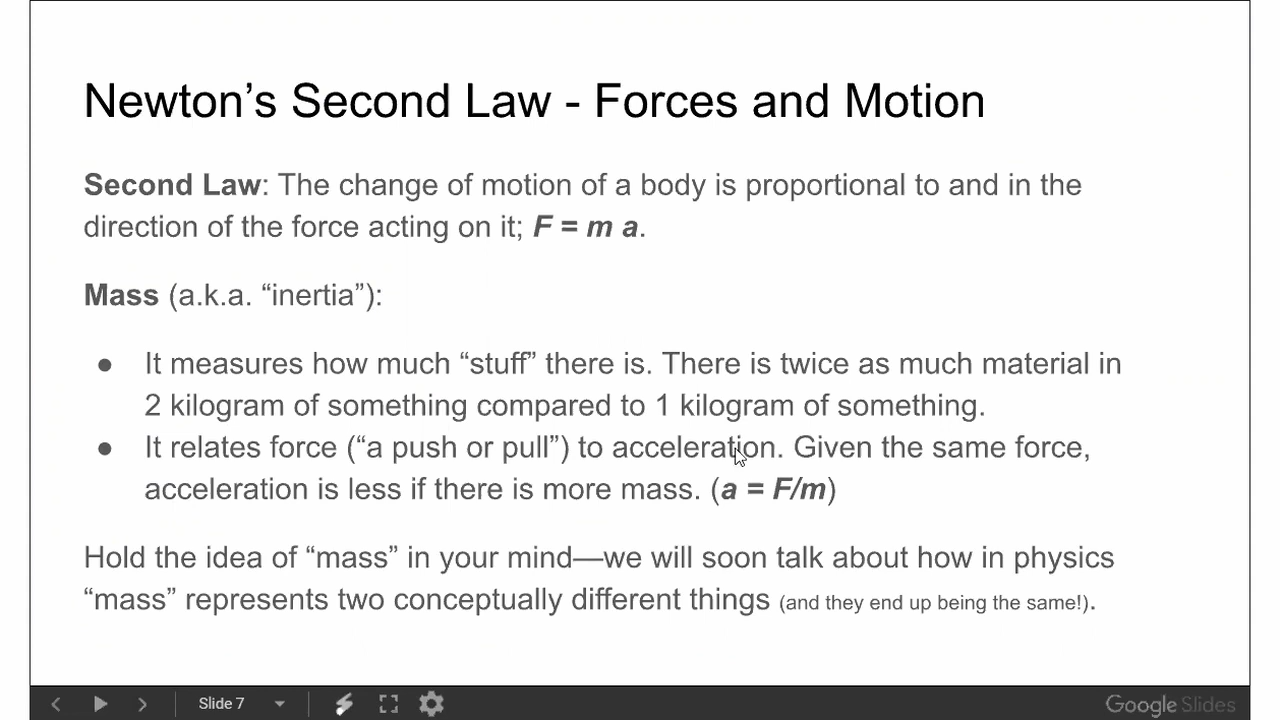 Newton’s Second Law - Forces and Motion
Second Law: The change of motion of a body is proportional to and in the
direction of the force acting on it; F = m a.
Mass (a.k.a. “inertia”):
● It measures how much “stuff” there is. There is twice as much material in
2 kilogram of something compared to 1 kilogram of something.
● It relates force (“a push or pull”) to acceleration. Given the same force,
acceleration is less if there is more mass. (a = F/m)
Hold the idea of “mass” in your mind—we will soon talk about how in physics
“mass” represents two conceptually different things (and they end up being the same!).
Slide 7
Google Slides